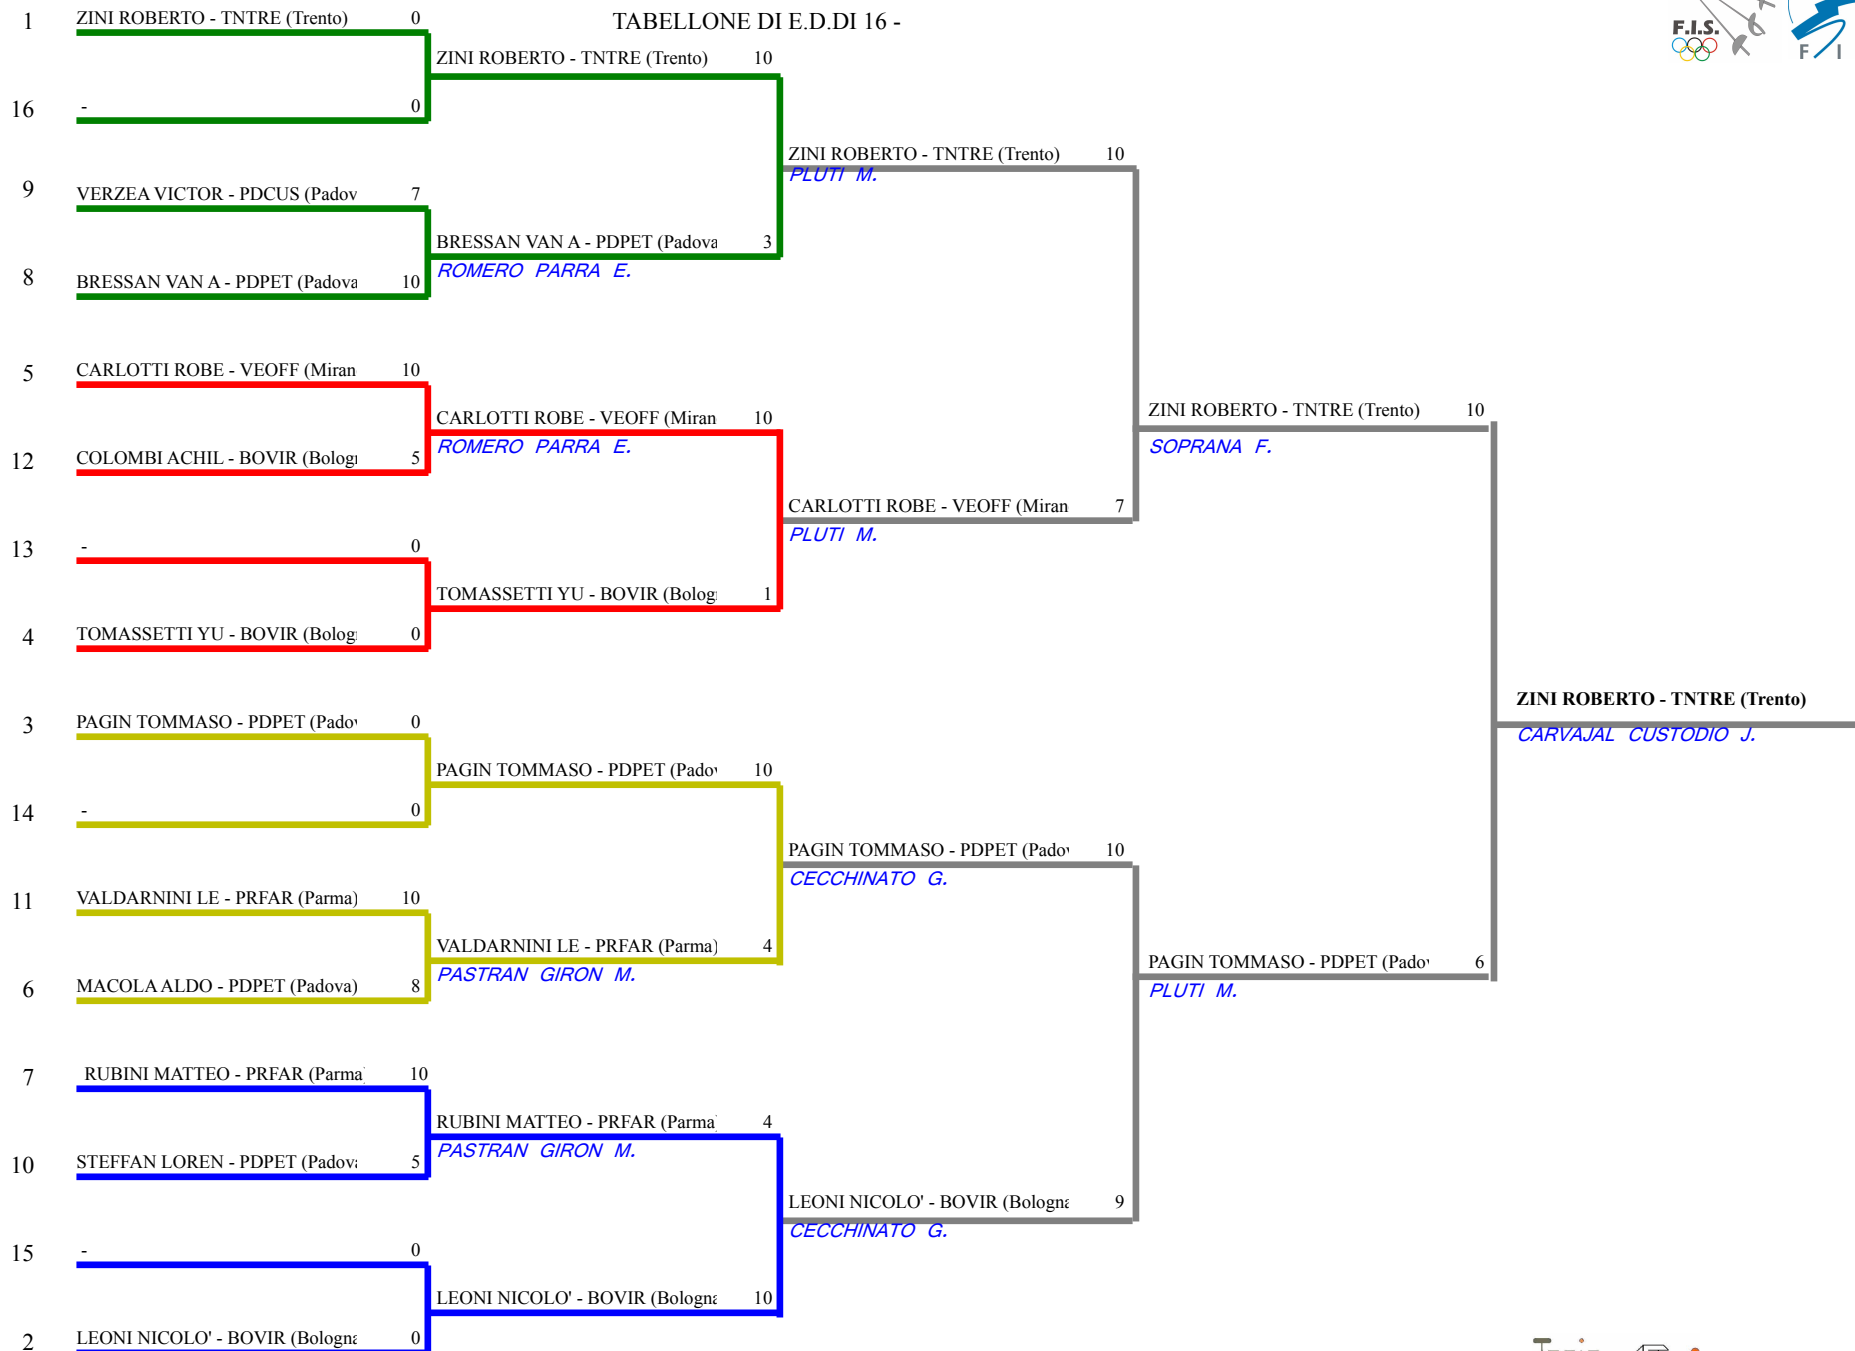 TABELLONE DI E.D.DI 16 -
F.I.S.
F I
1 ZINI ROBERTO - TNTRE (Trento) 0
ZINI ROBERTO - TNTRE (Trento) 10
16 - 0
ZINI ROBERTO - TNTRE (Trento) 10
PLUTI M.
9 VERZEA VICTOR - PDCUS (Padov 7
BRESSAN VAN A - PDPET (Padova 3
ROMERO PARRA E.
8 BRESSAN VAN A - PDPET (Padova 10
5 CARLOTTI ROBE - VEOFF (Miran 10
ZINI ROBERTO - TNTRE (Trento) 10
SOPRANA F.
CARLOTTI ROBE - VEOFF (Miran 10
ROMERO PARRA E.
12 COLOMBI ACHIL - BOVIR (Bologn 5
CARLOTTI ROBE - VEOFF (Miran 7
PLUTI M.
13 - 0
TOMASSETTI YU - BOVIR (Bolog 1
4 TOMASSETTI YU - BOVIR (Bolog 0
ZINI ROBERTO - TNTRE (Trento)
CARVAJAL CUSTODIO J.
3 PAGIN TOMMASO - PDPET (Padov 0
PAGIN TOMMASO - PDPET (Padov 10
14 - 0
PAGIN TOMMASO - PDPET (Padov 10
CECCHINATO G.
11 VALDARNINI LE - PRFAR (Parma) 10
VALDARNINI LE - PRFAR (Parma) 4
PASTRAN GIRON M.
PAGIN TOMMASO - PDPET (Padov 6
PLUTI M.
6 MACOLA ALDO - PDPET (Padova) 8
7 RUBINI MATTEO - PRFAR (Parma) 10
RUBINI MATTEO - PRFAR (Parma) 4
PASTRAN GIRON M.
10 STEFFAN LOREN - PDPET (Padova 5
LEONI NICOLO' - BOVIR (Bologna 9
CECCHINATO G.
15 - 0
LEONI NICOLO' - BOVIR (Bologna 10
2 LEONI NICOLO' - BOVIR (Bologna 0